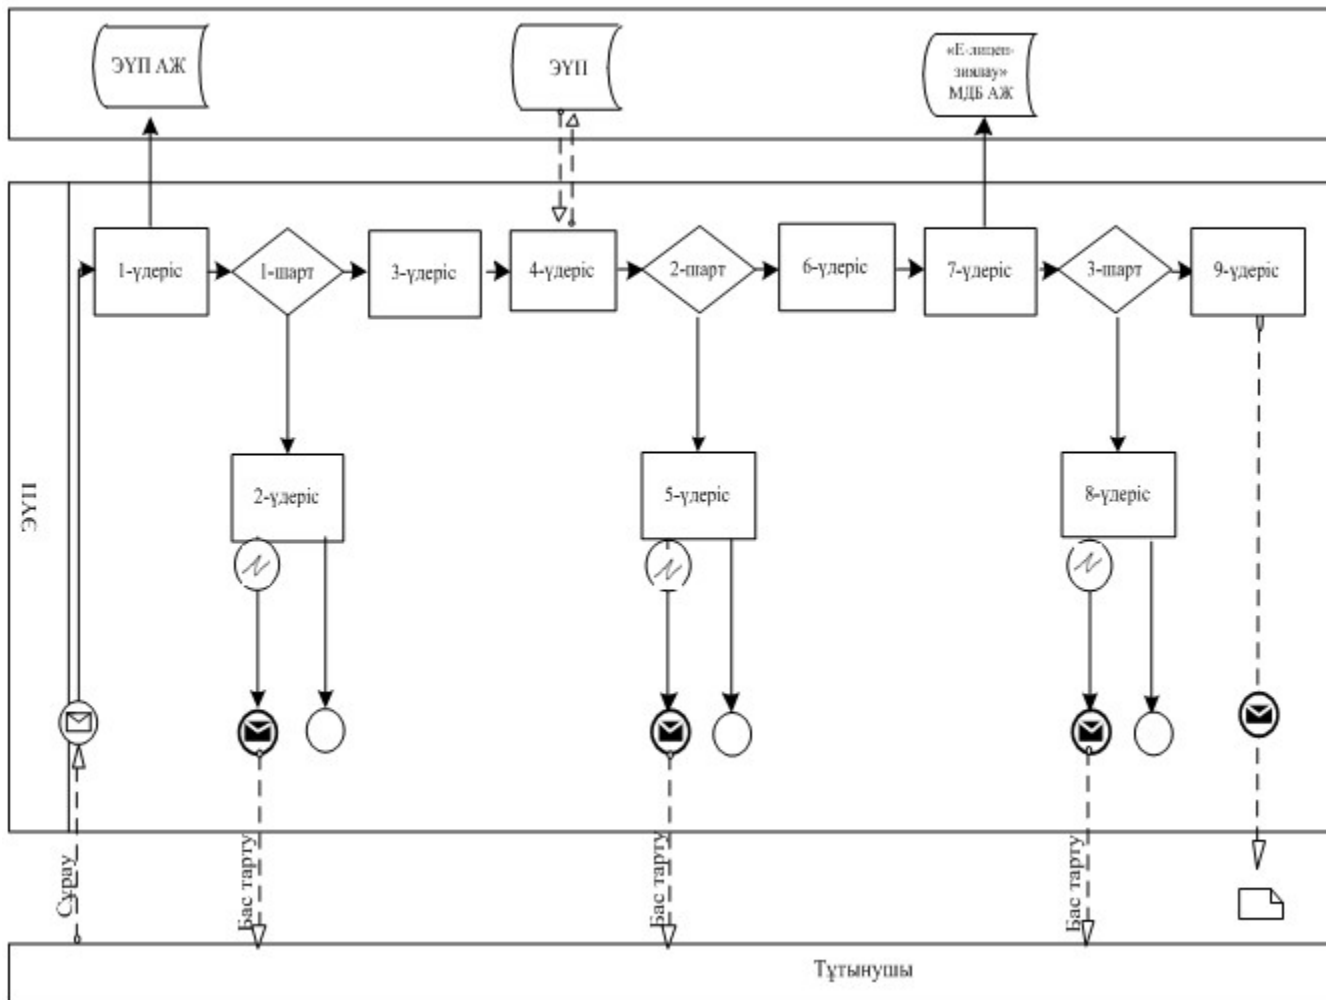 ЭҮП АЖ
ЭҮП
«Е-лицен-
зиялау»
МДБ АЖ
1-үдеріс
1-шарт
3-үдеріс
4-үдеріс
2-шарт
6-үдеріс
7-үдеріс
3-шарт
9-үдеріс
ЭҮП
2-үдеріс
5-үдеріс
8-үдеріс
Сұрау
Бас тарту
Бас тарту
Бас тарту
Тұтынушы